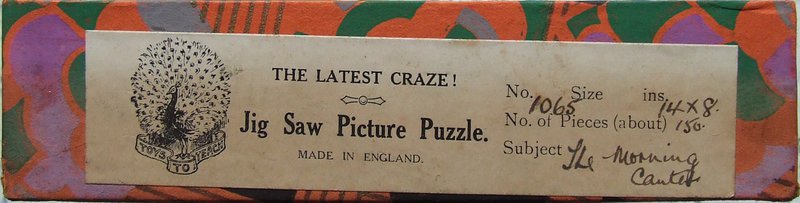 TOYS TO TEACH
THE LATEST CRAZE!
Jig Saw Picture Puzzle.
MADE IN ENGLAND.
No. 1065 Size ins. 14 x 8.
No. of Pieces (about) 150.
Subject The Morning
Canter